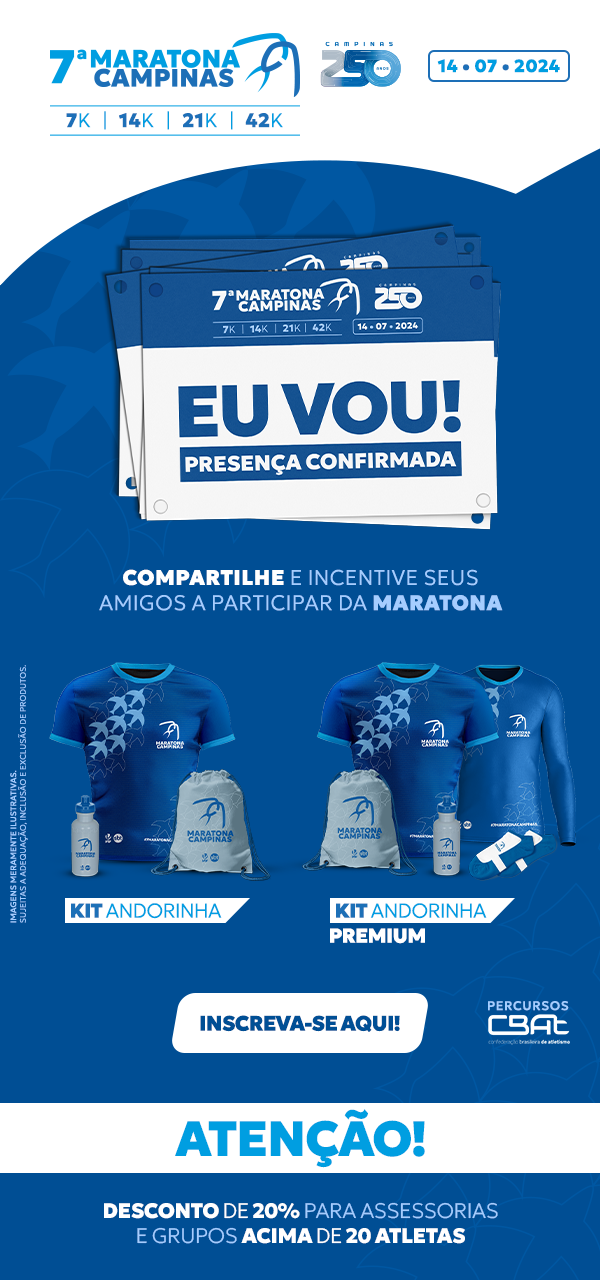 7ª MARATONA
CAMPINAS
CAMPINAS
250
ANOS
14 • 07 • 2024
7K | 14K | 21K | 42K
7ª MARATONA
CAMPINAS
CAMPINAS
250
7K | 14K | 21K | 42K
14 • 07 • 2024
EU VOU!
PRESENÇA CONFIRMADA
COMPARTILHE E INCENTIVE SEUS
AMIGOS A PARTICIPAR DA MARATONA
IMAGENS MERAMENTE ILUSTRATIVAS.
SUJEITAS A ADEQUAÇÃO, INCLUSÃO E EXCLUSÃO DE PRODUTOS.
MARATONA
CAMPINAS
MARATONA
CAMPINAS
MARATONA
CAMPINAS
MARATONA
CAMPINAS
MARATONA
CAMPINAS
#7MARATONACAMPINAS
KIT ANDORINHA
KIT ANDORINHA
PREMIUM
INSCREVA-SE AQUI!
PERCURSOS
CBAt
confederação brasileira de atletismo
ATENÇÃO!
DESCONTO DE 20% PARA ASSESSORIAS
E GRUPOS ACIMA DE 20 ATLETAS